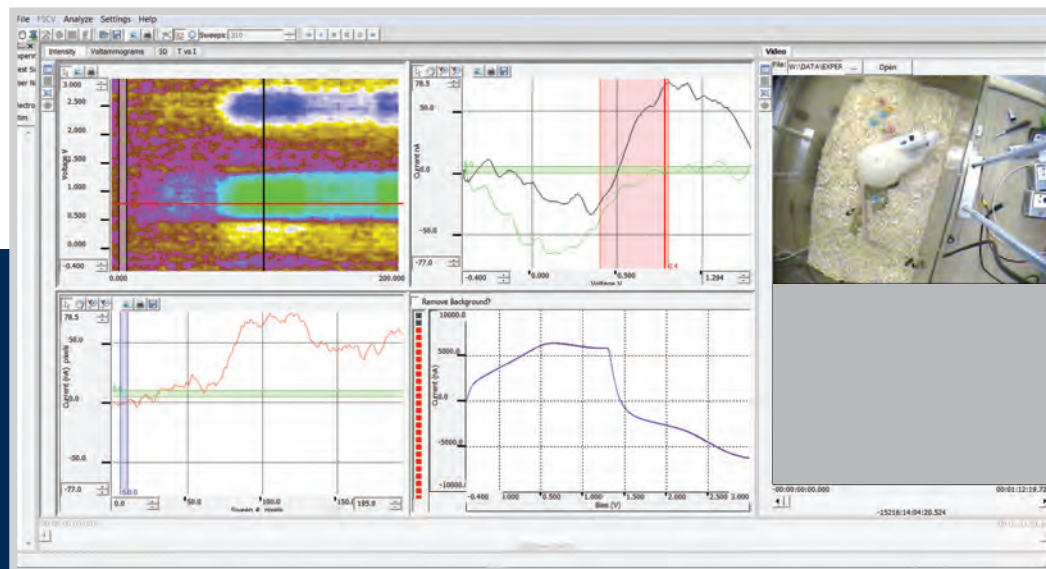 File FSCV Analyze Settings Help
Sweeps: 210
Intensity Voltammograms 3D T vs I
Video
File: W:\DATA\EXPER ... Open
3.000
2.500
2.000
1.500
1.000
0.500
0.000
-0.400
Voltage V
0.000 200.000
78.5
50.0
0.0
-50.0
-77.0
Current nA
-0.400 0.000 0.500 1.294
Voltage V
78.5
50.0
0.0
-50.0
-77.0
Current (nA) pixels
0.0 50.0 100.0 150. 185.0
Sweep #, pixels
Remove Background?
10000.0
5000.0
0.0
-5000.0
-10000.0
Current (nA)
-0.400 1.000 0.500 1.500 2.000 2.500 3.000
Bias (V)
-00:00:00:00.000 00:01:12:19.72
-15216:14:04:20.524